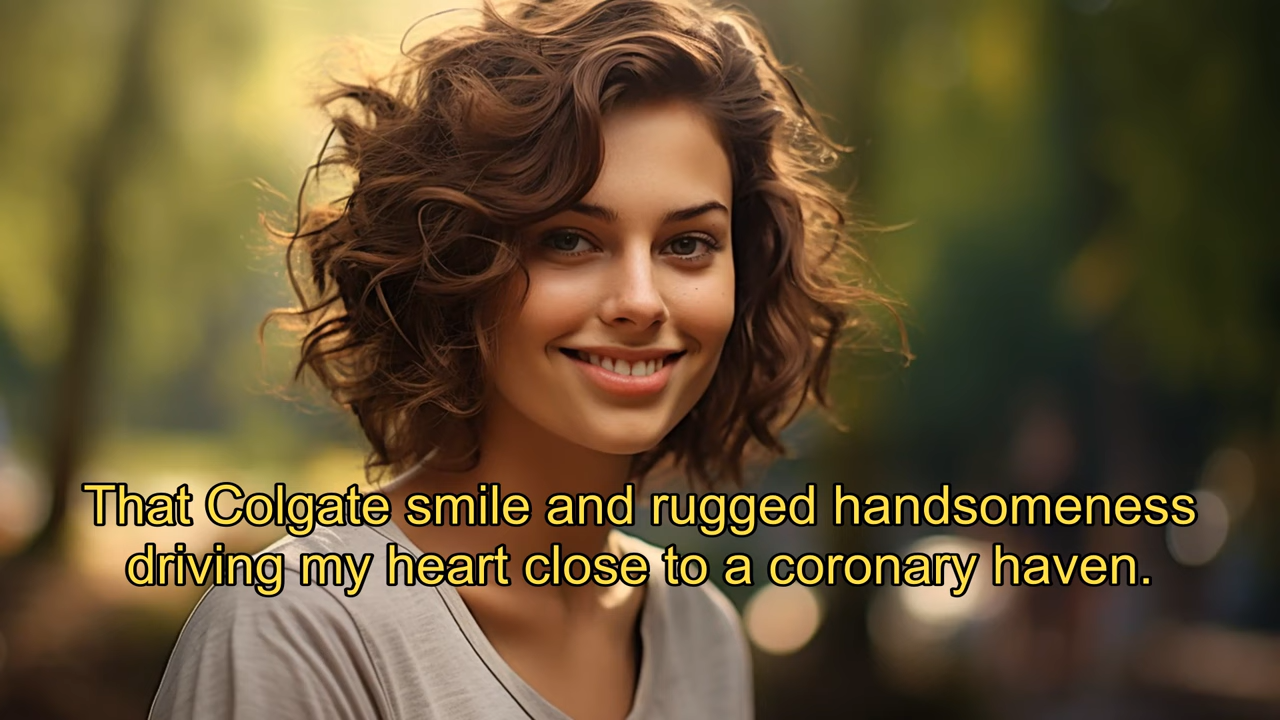 That Colgate smile and rugged handsomeness
driving my heart close to a coronary haven.